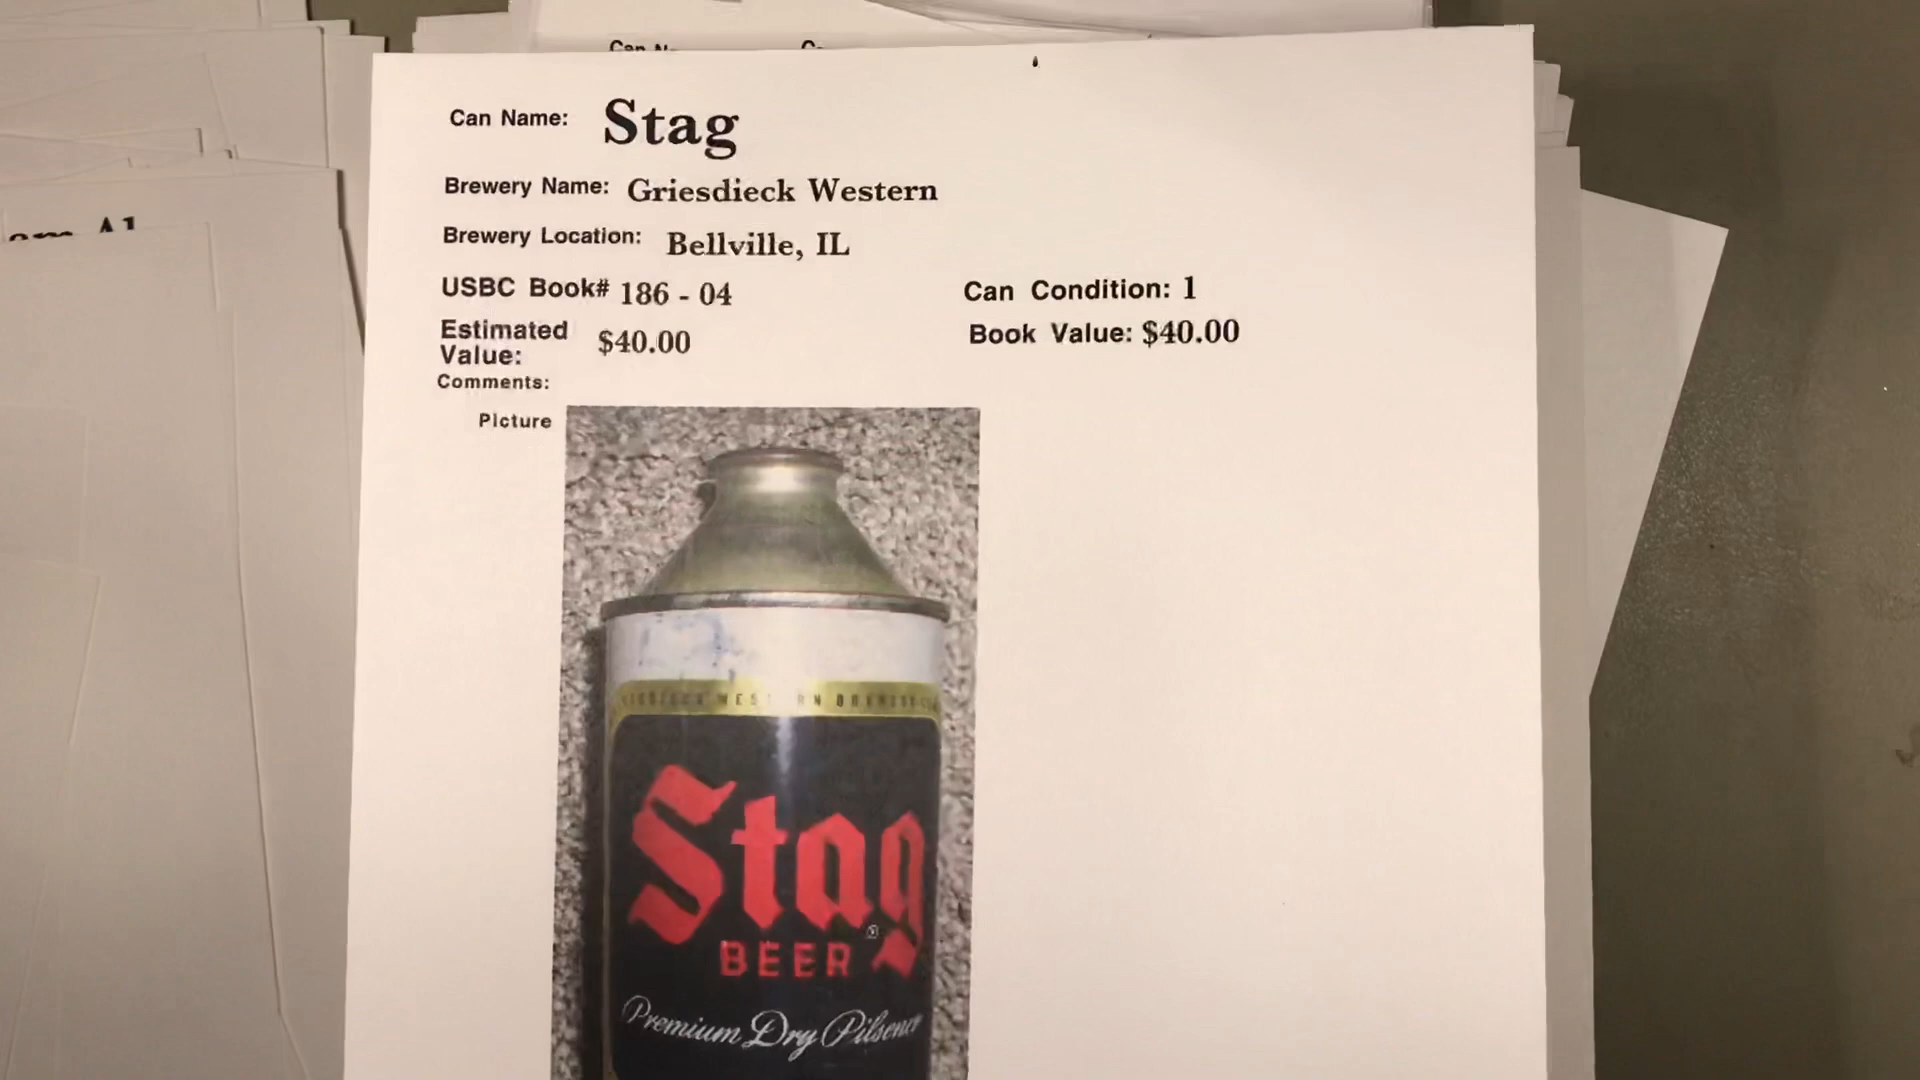 Can Name: Stag
Brewery Name: Griesdieck Western
Brewery Location: Bellville, IL
USBC Book# 186 - 04
Can Condition: 1
Estimated Value: $40.00
Book Value: $40.00
Comments:
Picture
Stag
BEER
Premium Dry Pilsener